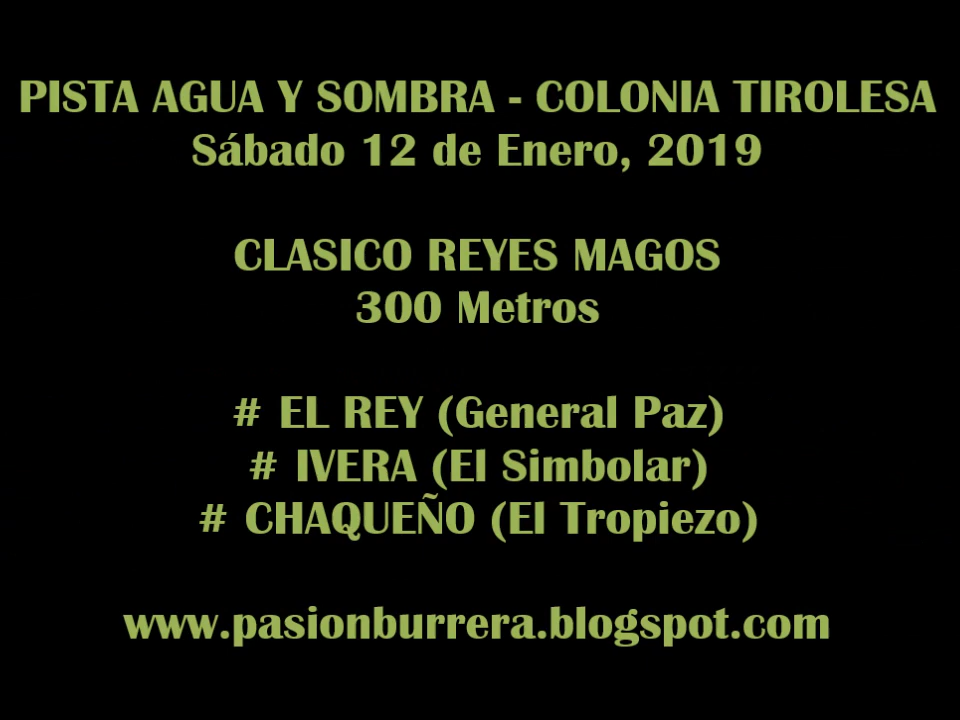 PISTA AGUA Y SOMBRA - COLONIA TIROLESA
Sábado 12 de Enero, 2019
CLASICO REYES MAGOS
300 Metros
# EL REY (General Paz)
# IVERA (El Simbolar)
# CHAQUEÑO (El Tropiezo)
www.pasionburrera.blogspot.com